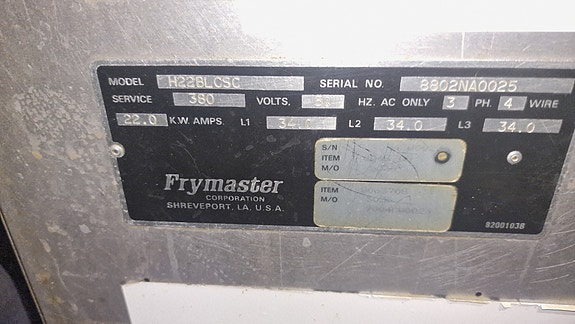 MODEL H22BLCSC SERIAL NO. 8802NA0025
SERVICE 380 VOLTS. HZ. AC ONLY 3 PH. 4 WIRE
22.0 K.W. AMPS. L1 34.0 L2 34.0 L3 34.0
S/N
ITEM
M/O
ITEM
M/O
Frymaster
CORPORATION
SHREVEPORT, LA. U.S.A.
8200103B